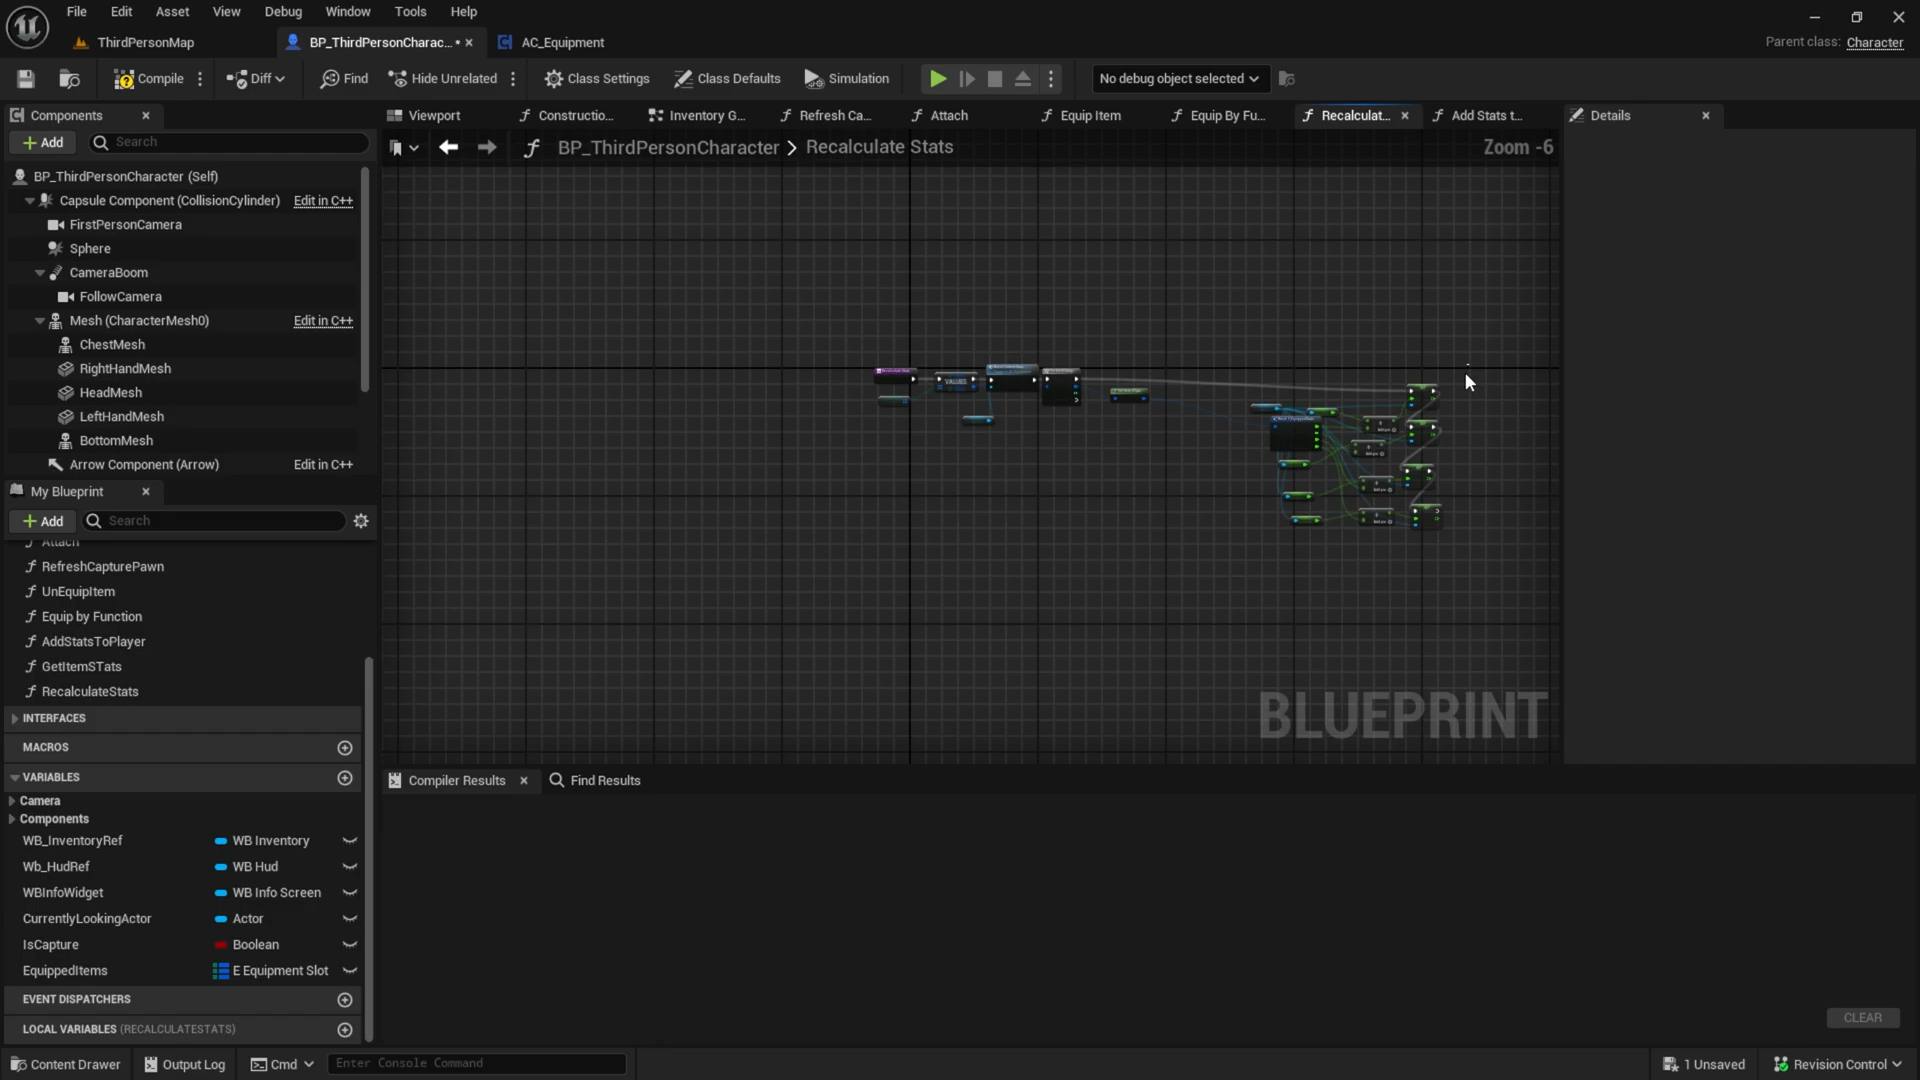 File Edit Asset View Debug Window Tools Help
ThirdPersonMap BP_ThirdPersonCharac... • AC_Equipment
Parent class: Character
Compile Diff Find Hide Unrelated Class Settings Class Defaults Simulation No debug object selected
Components
Add Search
BP_ThirdPersonCharacter (Self)
Capsule Component (CollisionCylinder) Edit in C++
FirstPersonCamera
Sphere
CameraBoom
FollowCamera
Mesh (CharacterMesh0) Edit in C++
ChestMesh
RightHandMesh
HeadMesh
LeftHandMesh
BottomMesh
Arrow Component (Arrow) Edit in C++
My Blueprint
Add Search
Attach
RefreshCapturePawn
UnEquipItem
Equip by Function
AddStatsToPlayer
GetItemSTats
RecalculateStats
INTERFACES
MACROS
VARIABLES
Camera
Components
WB_InventoryRef WB Inventory
Wb_HudRef WB Hud
WBInfoWidget WB Info Screen
CurrentlyLookingActor Actor
IsCapture Boolean
EquippedItems E Equipment Slot
EVENT DISPATCHERS
LOCAL VARIABLES (RECALCULATESTATS)
Viewport Constructio... Inventory G... Refresh Ca... Attach Equip Item Equip By Fu... Recalculat... Add Stats t...
BP_ThirdPersonCharacter > Recalculate Stats Zoom -6
VALUES
BLUEPRINT
Details
Compiler Results Find Results
CLEAR
Content Drawer Output Log Cmd Enter Console Command 1 Unsaved Revision Control